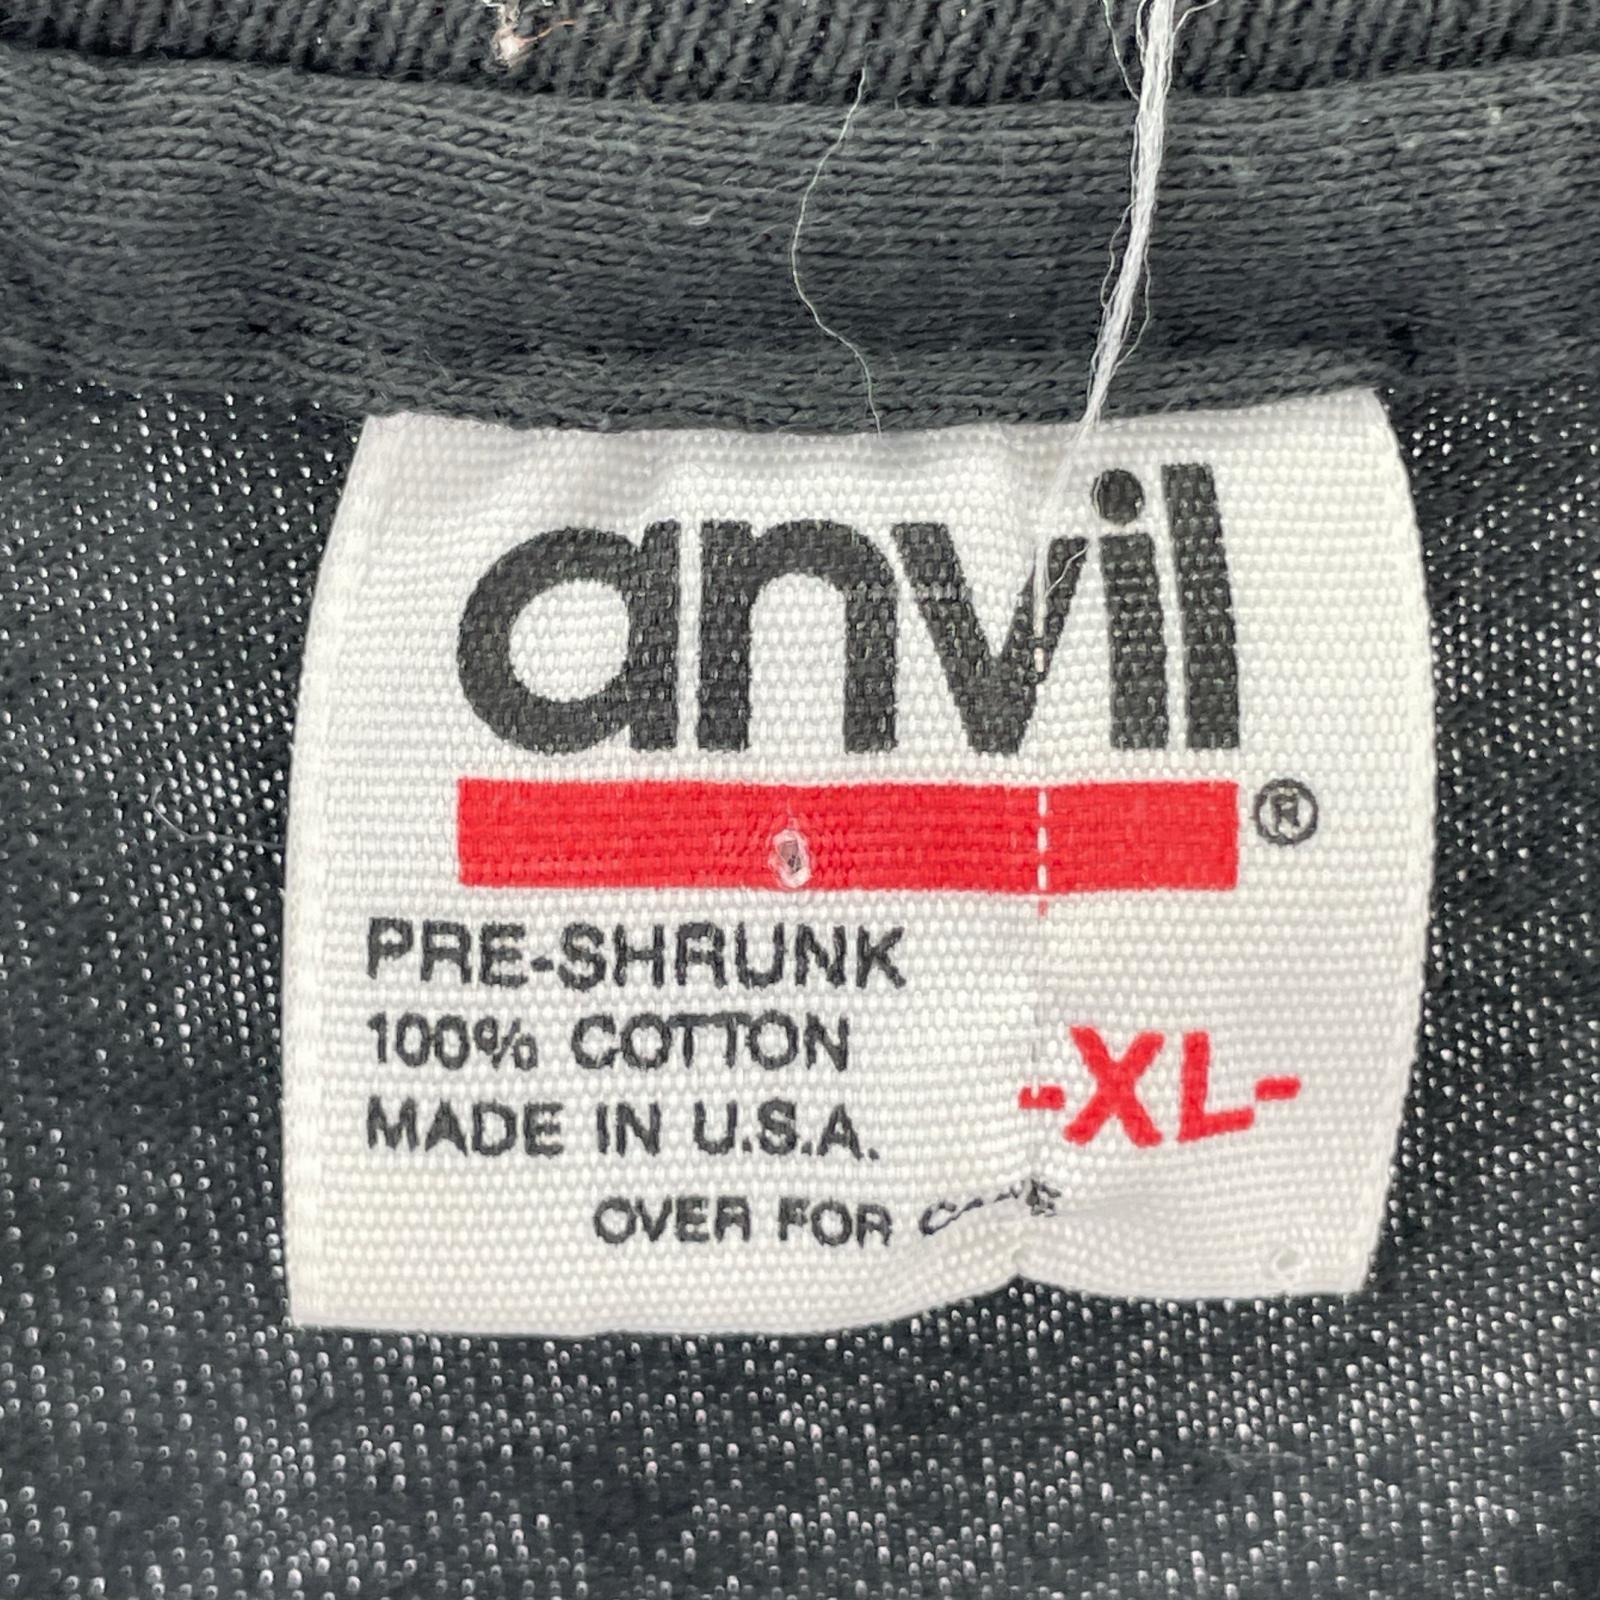 anvil
®
PRE-SHRUNK
100% COTTON
MADE IN U.S.A.
-XL-
OVER FOR